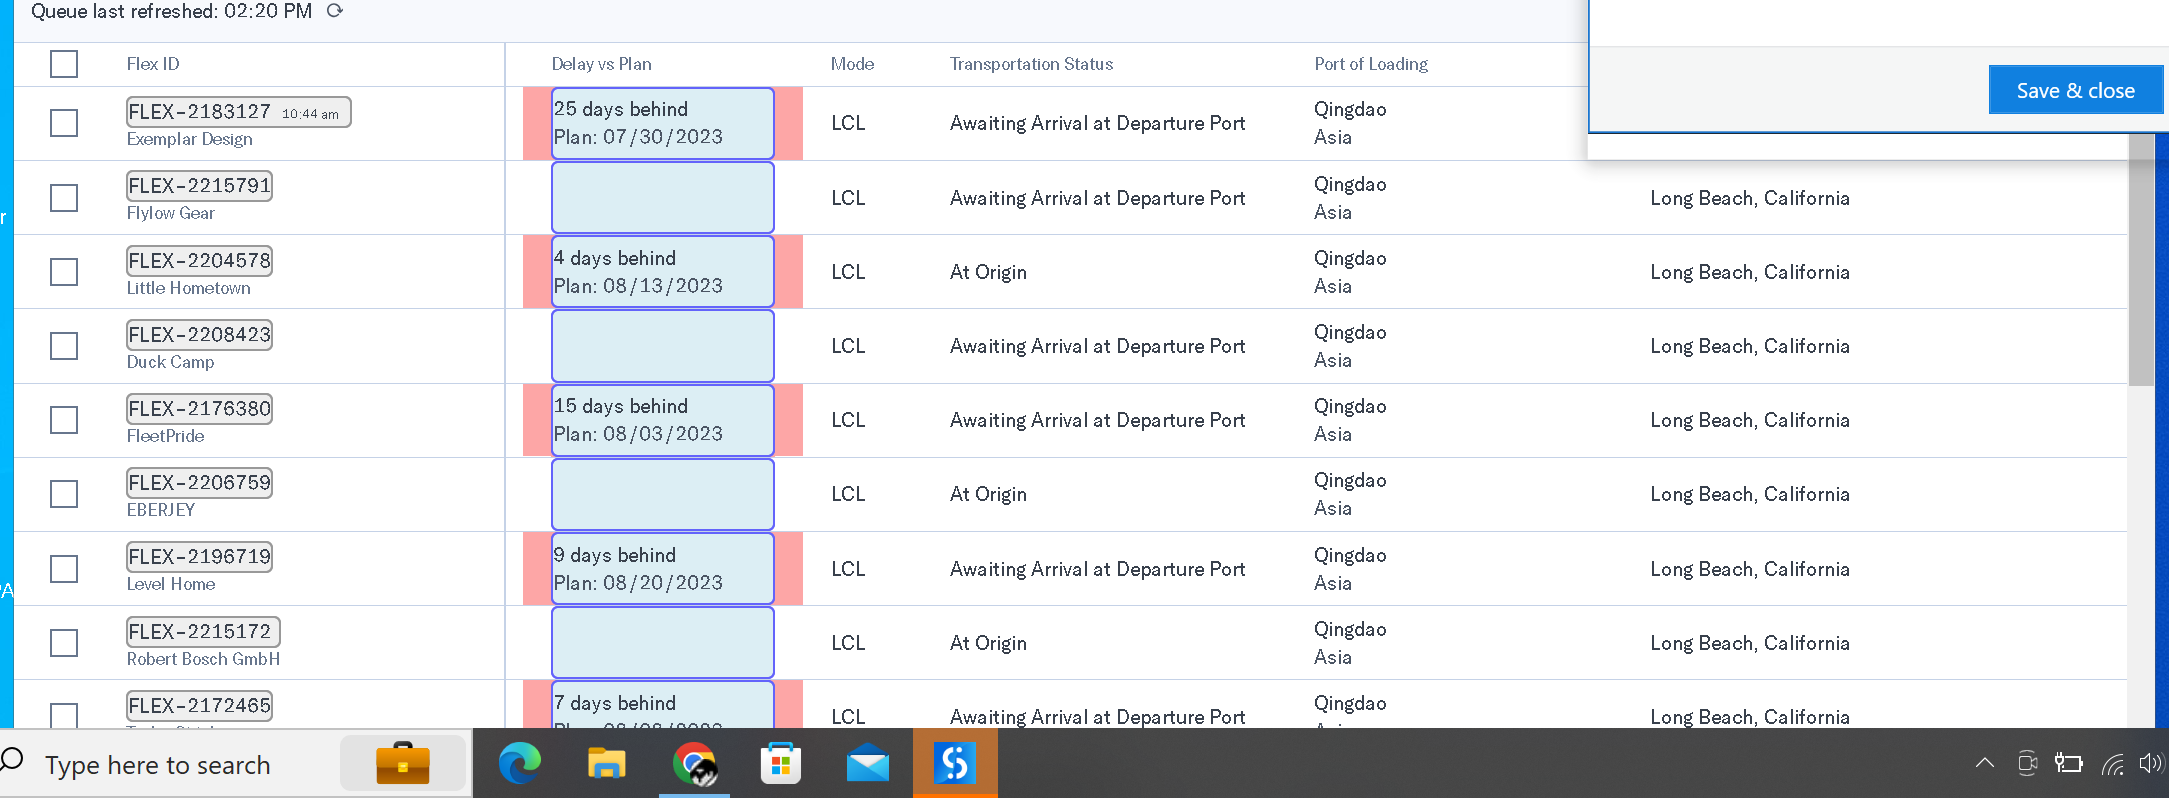 Queue last refreshed: 02:20 PM
Flex ID Delay vs Plan Mode Transportation Status Port of Loading
Save & close
FLEX-2183127 10:44 am
Exemplar Design
25 days behind
Plan: 07/30/2023
LCL
Awaiting Arrival at Departure Port
Qingdao
Asia
FLEX-2215791
Flylow Gear
LCL
Awaiting Arrival at Departure Port
Qingdao
Asia
Long Beach, California
r
FLEX-2204578
Little Hometown
4 days behind
Plan: 08/13/2023
LCL
At Origin
Qingdao
Asia
Long Beach, California
FLEX-2208423
Duck Camp
LCL
Awaiting Arrival at Departure Port
Qingdao
Asia
Long Beach, California
FLEX-2176380
FleetPride
15 days behind
Plan: 08/03/2023
LCL
Awaiting Arrival at Departure Port
Qingdao
Asia
Long Beach, California
FLEX-2206759
EBERJEY
LCL
At Origin
Qingdao
Asia
Long Beach, California
FLEX-2196719
Level Home
9 days behind
Plan: 08/20/2023
LCL
Awaiting Arrival at Departure Port
Qingdao
Asia
Long Beach, California
FLEX-2215172
Robert Bosch GmbH
LCL
At Origin
Qingdao
Asia
Long Beach, California
FLEX-2172465
7 days behind
LCL
Awaiting Arrival at Departure Port
Qingdao
Long Beach, California
Type here to search